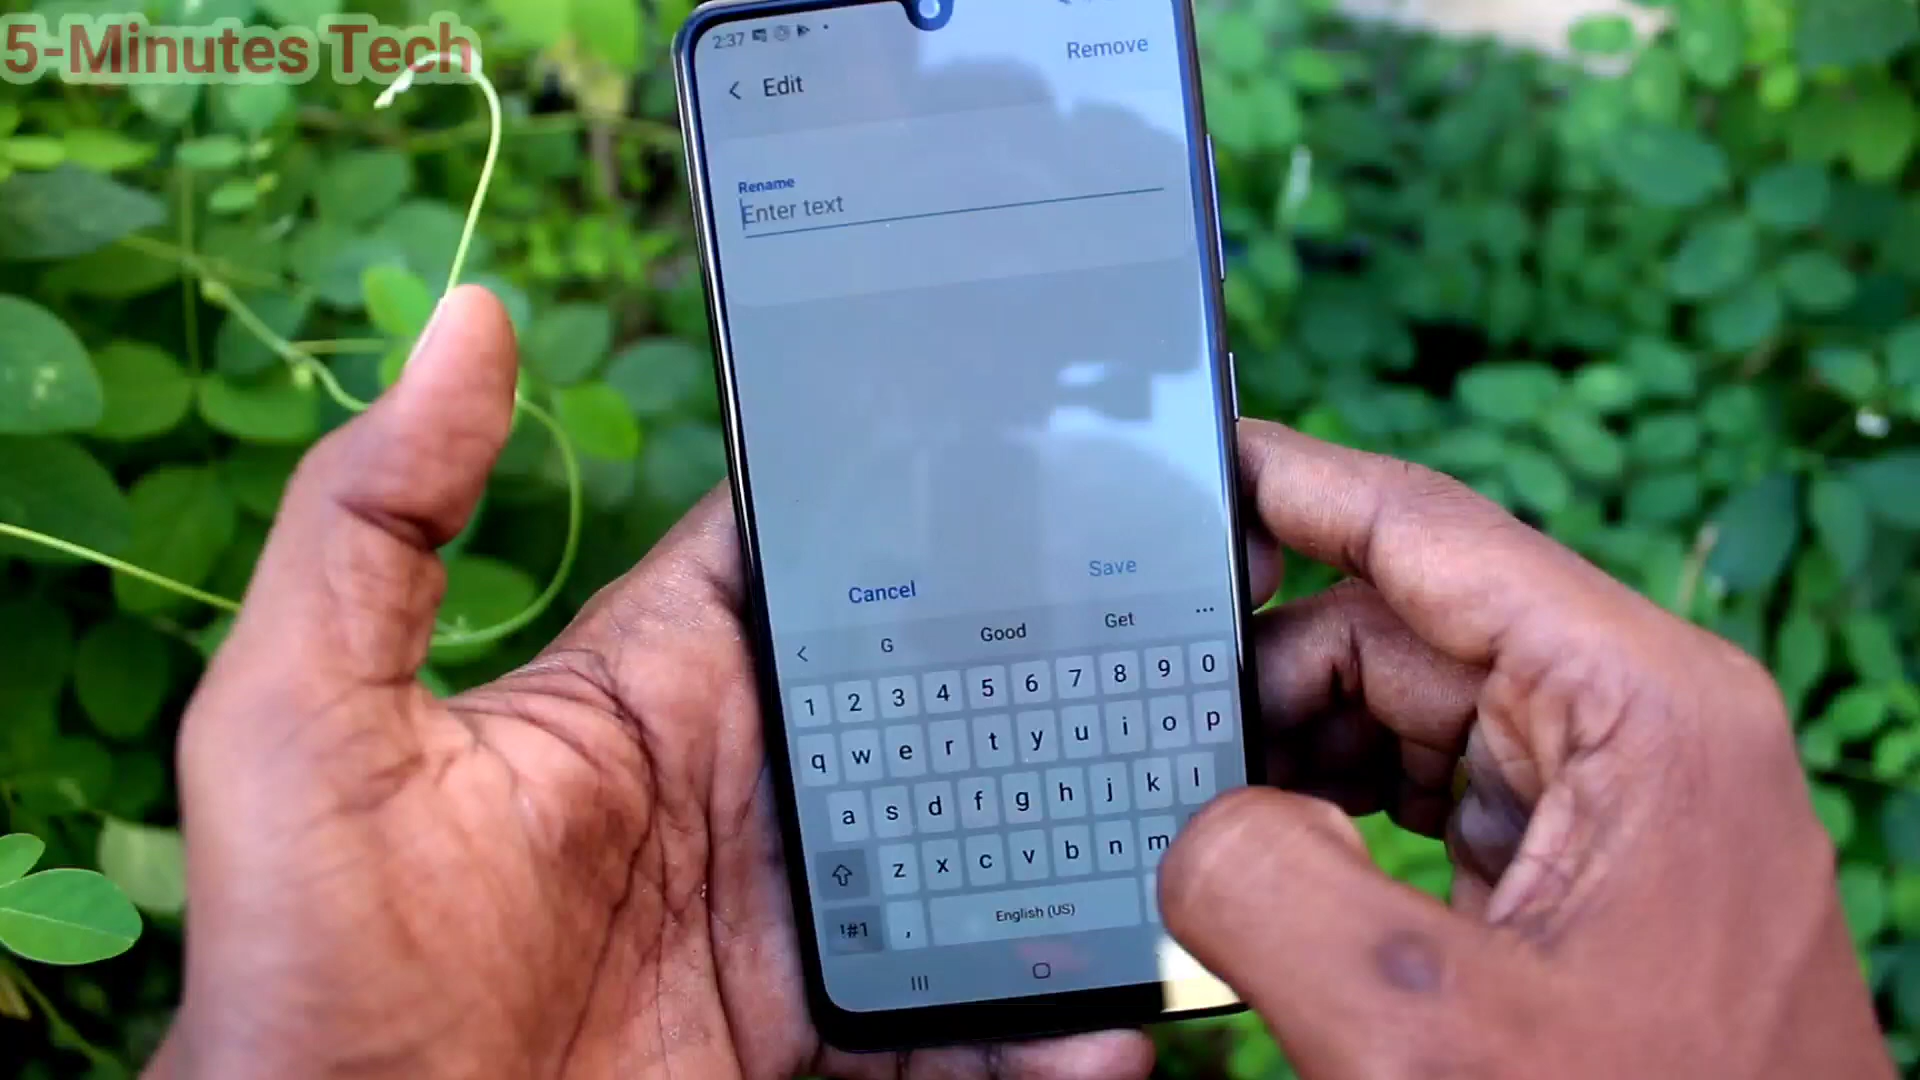 5-Minutes Tech
2:37
Remove
Edit
Rename
Enter text
Cancel
Save
G
Good
Get
1 2 3 4 5 6 7 8 9 0
q w e r t y u i o p
a s d f g h j k l
z x c v b n m
!#1 , English (US)